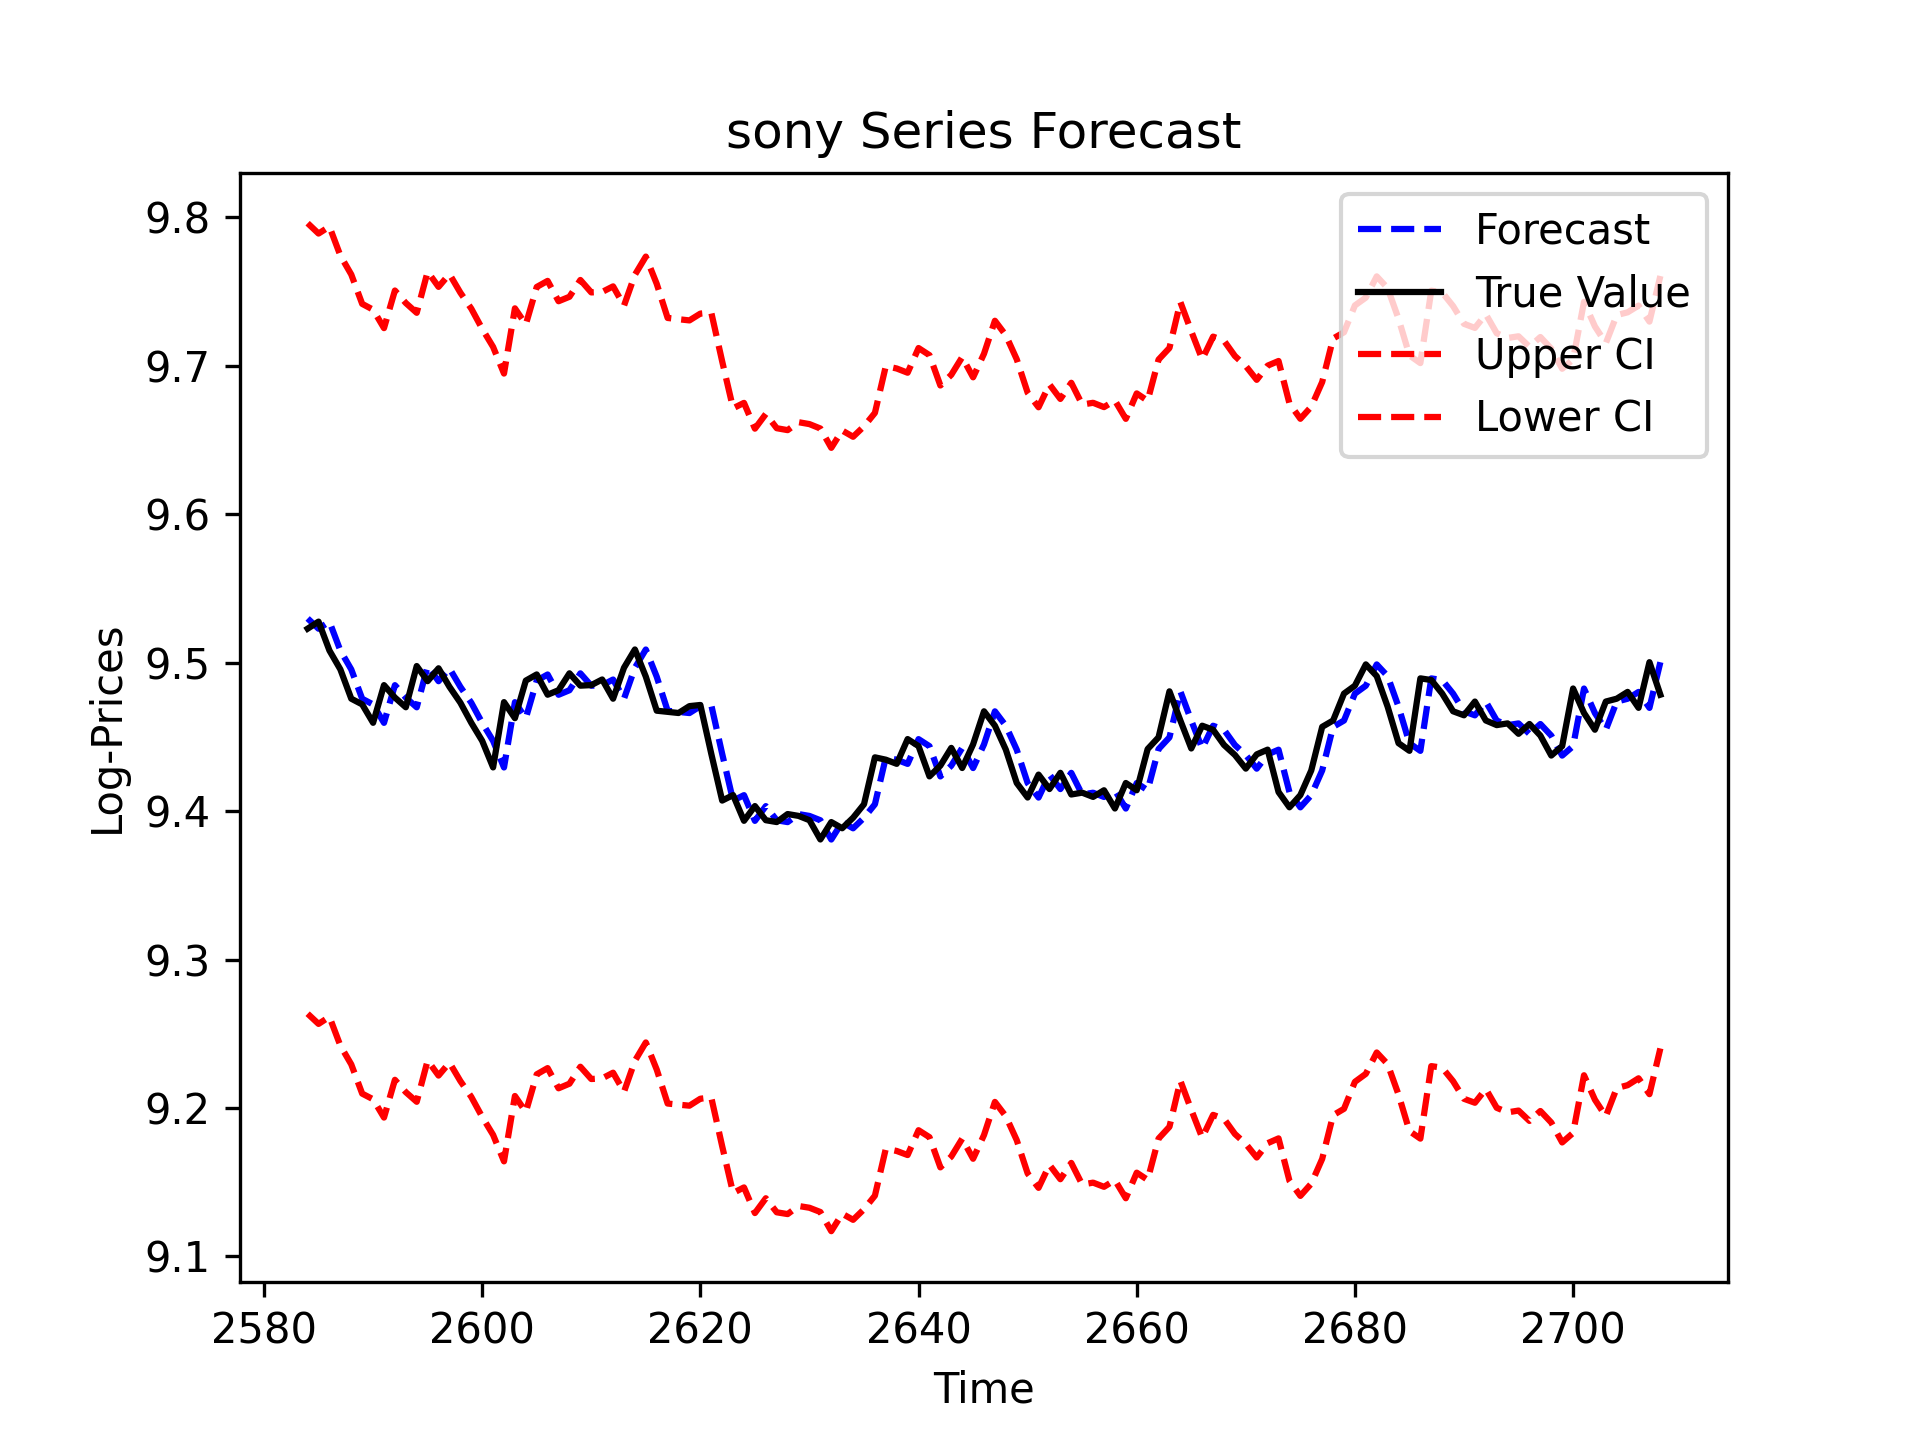 sony Series Forecast
Forecast
True Value
Upper CI
Lower CI
9.8
9.7
9.6
9.5
9.4
9.3
9.2
9.1
Log-Prices
2580 2600 2620 2640 2660 2680 2700
Time